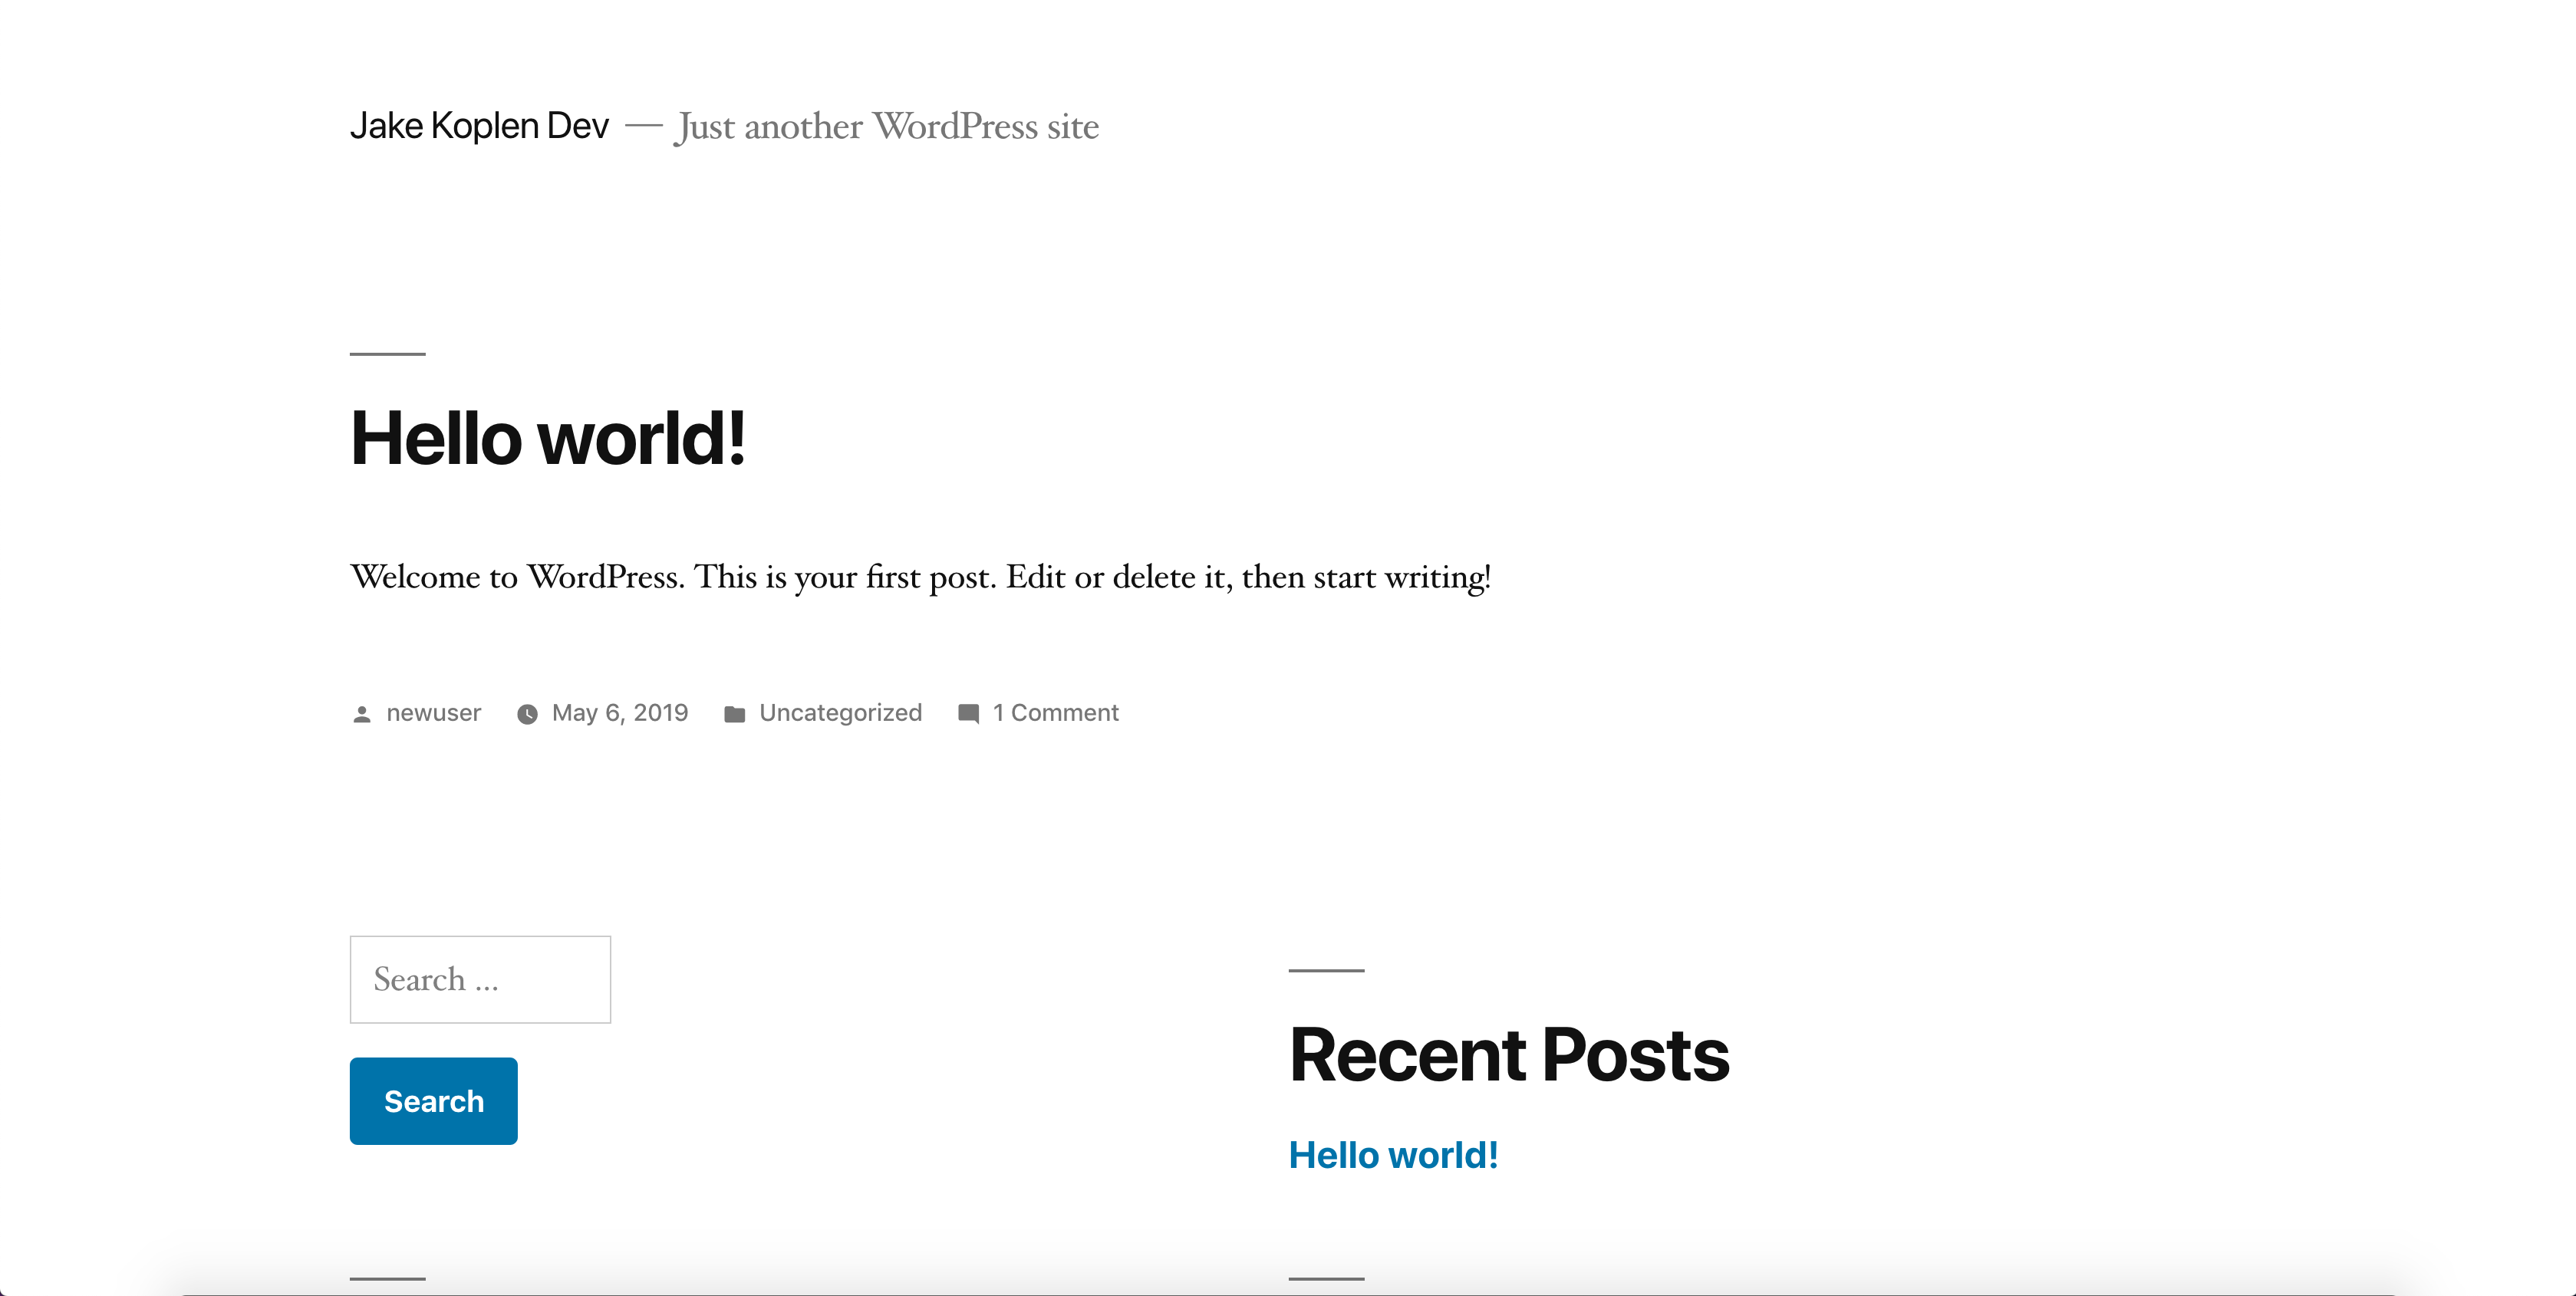 Jake Koplen Dev — Just another WordPress site
Hello world!
Welcome to WordPress. This is your first post. Edit or delete it, then start writing!
newuser May 6, 2019 Uncategorized 1 Comment
Search ...
Search
Recent Posts
Hello world!